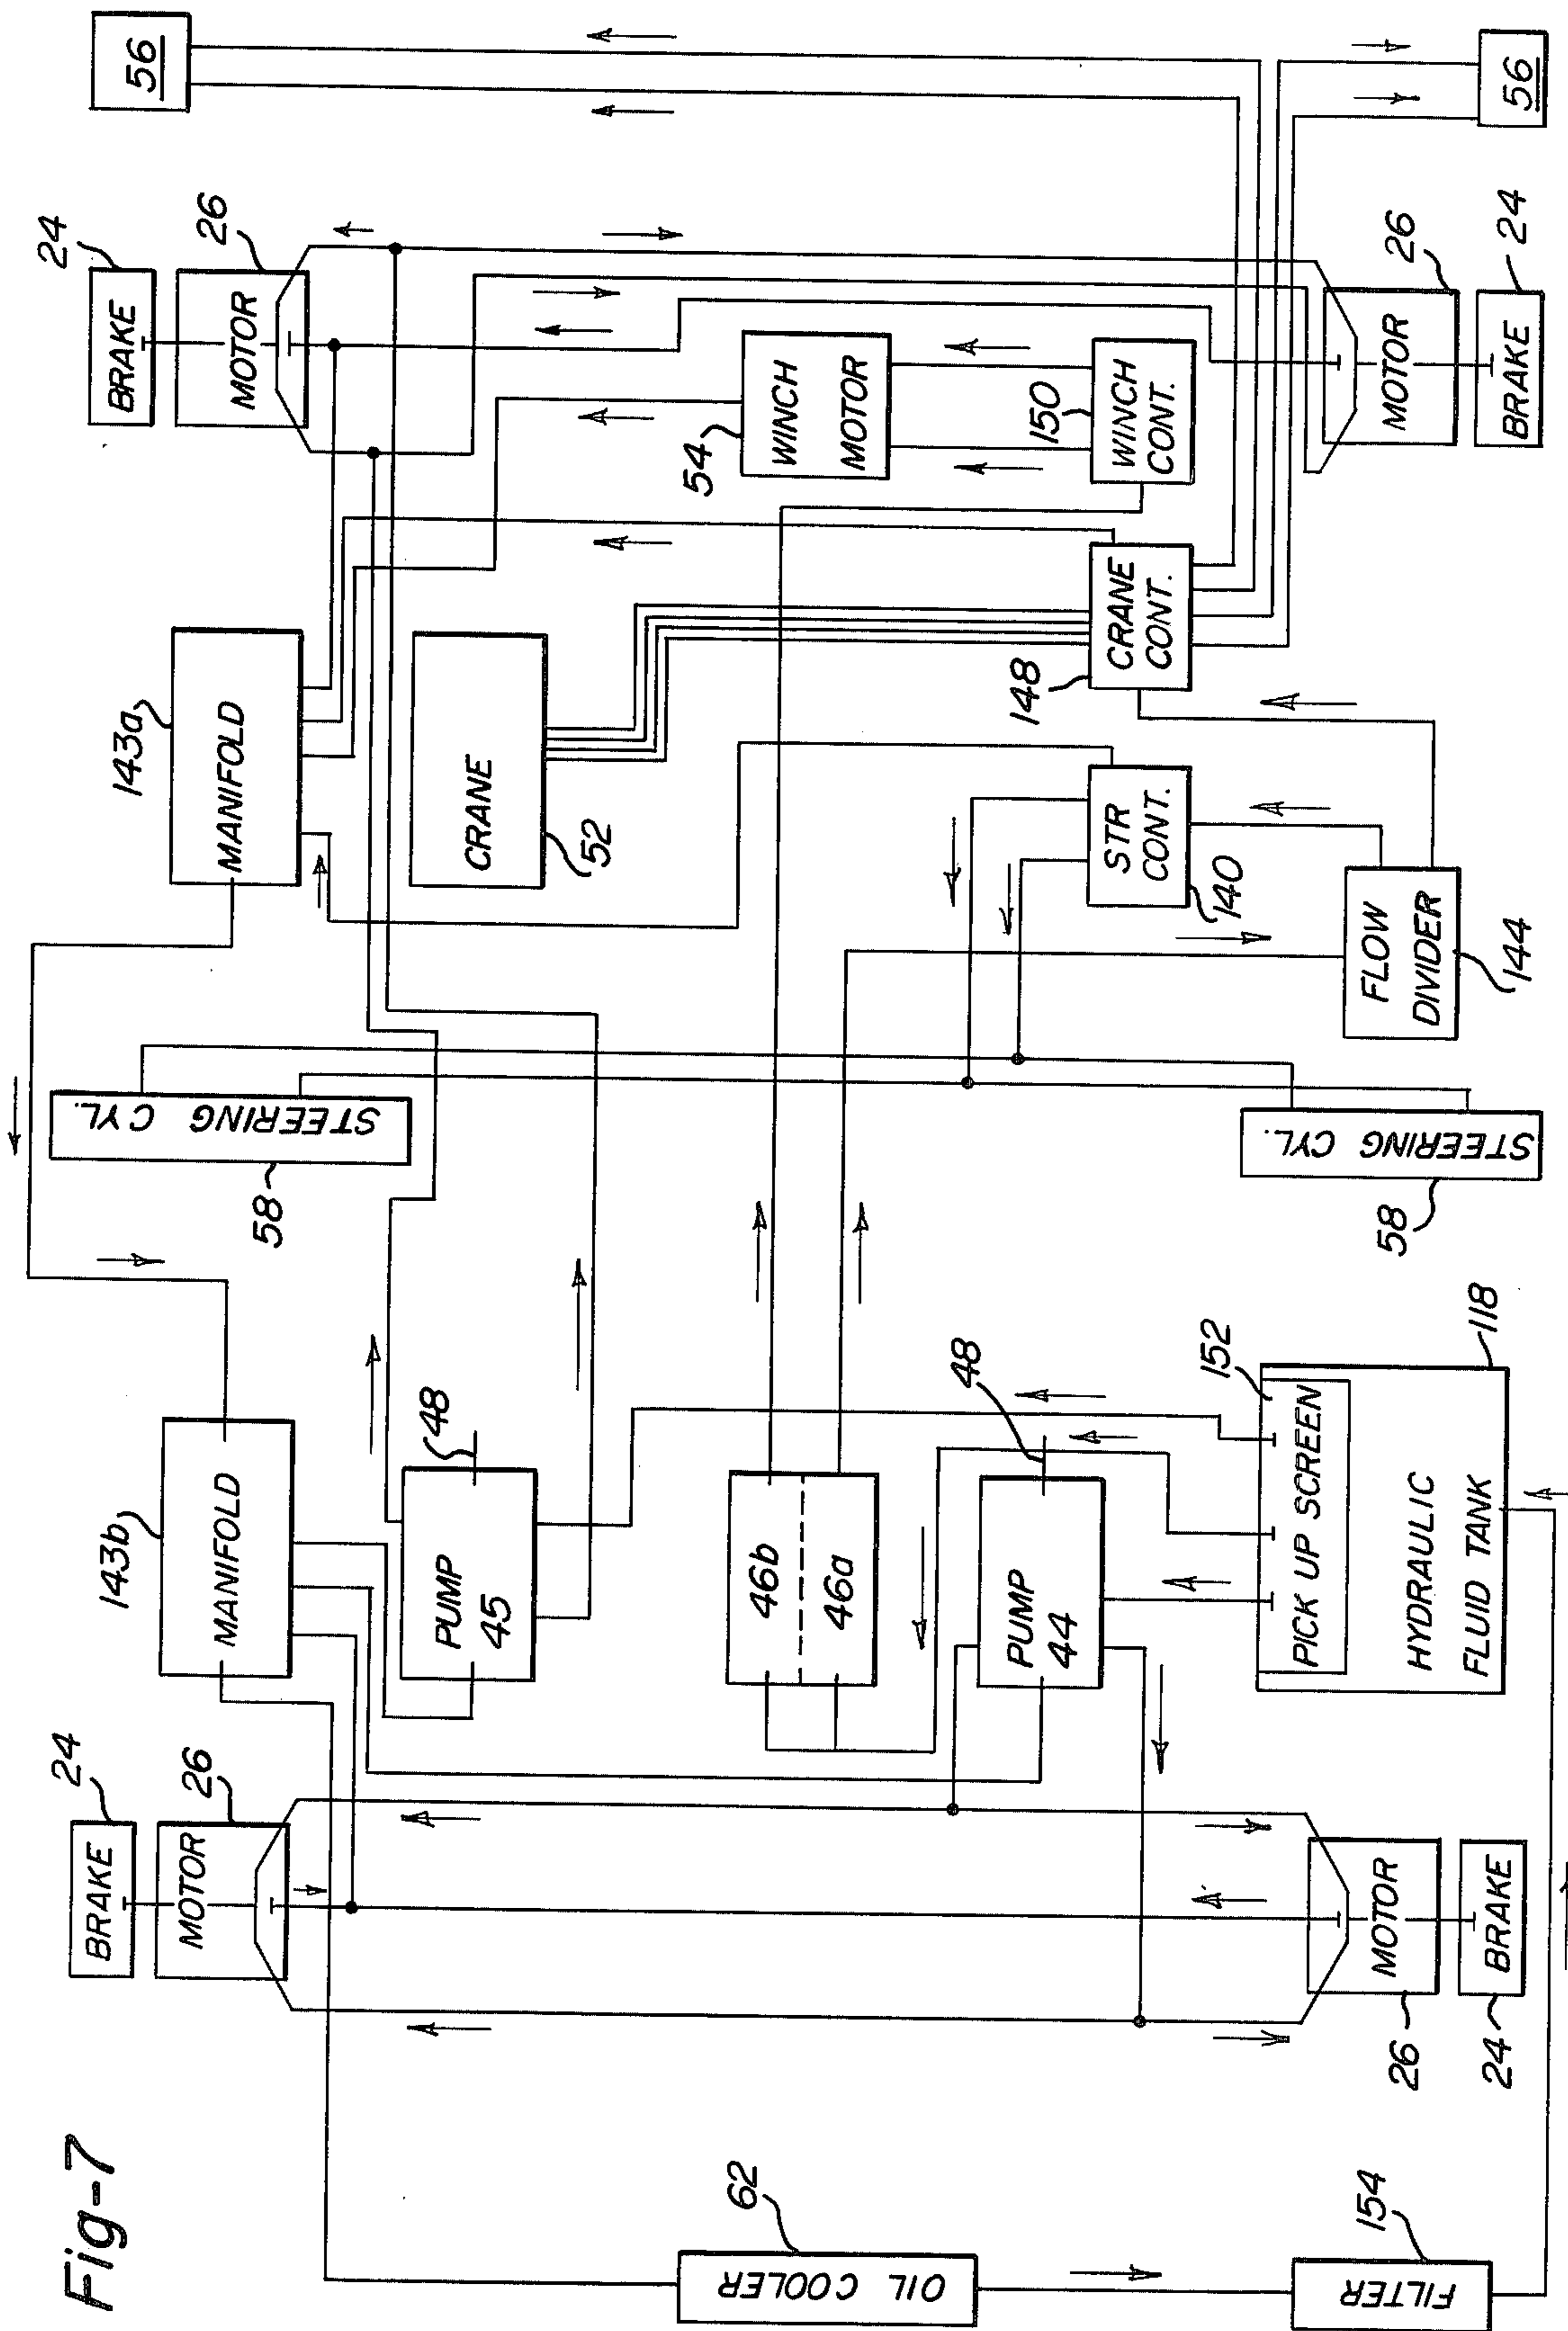 Fig-7
24
BRAKE
26
MOTOR
143b
MANIFOLD
PUMP
45
48
46b
46a
PUMP
44
48
152
PICK UP SCREEN
HYDRAULIC
FLUID TANK
118
MOTOR
26
BRAKE
24
62
OIL COOLER
154
FILTER
STEERING CYL.
58
STEERING CYL.
58
143a
MANIFOLD
CRANE
52
STR
CONT.
140
FLOW
DIVIDER
144
148
CRANE
CONT.
54
WINCH
MOTOR
150
WINCH
CONT.
24
BRAKE
26
MOTOR
MOTOR
26
BRAKE
24
56
56